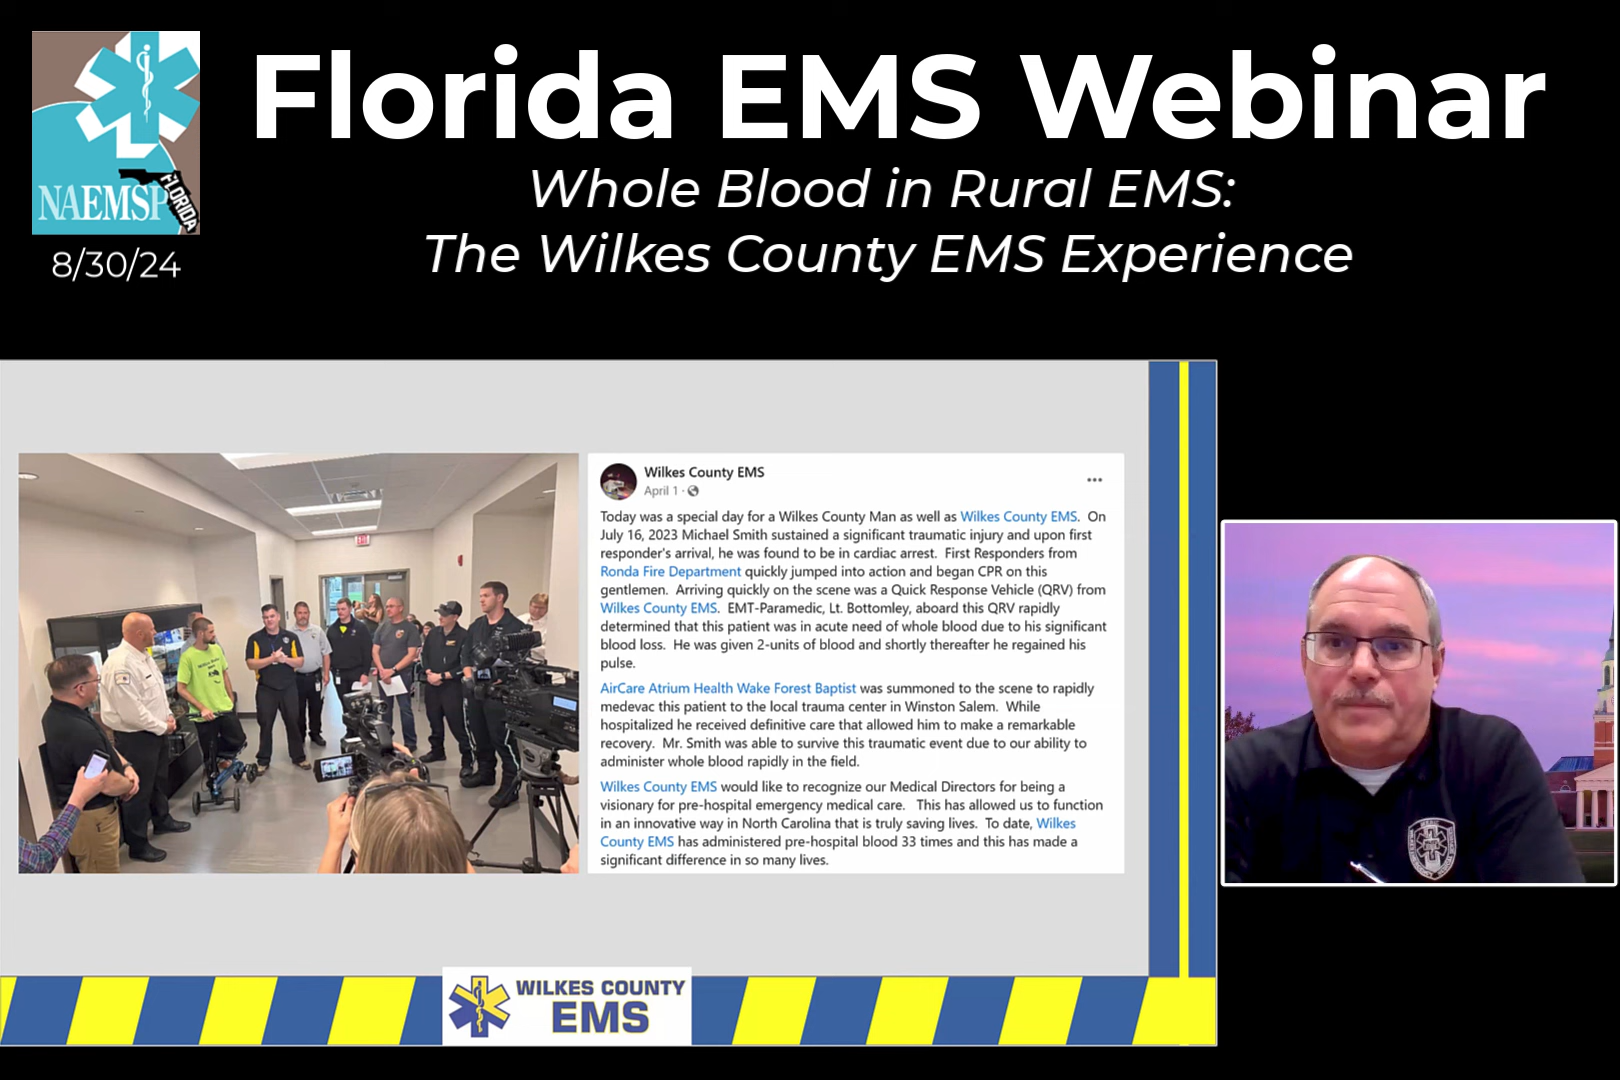 Florida EMS Webinar
Whole Blood in Rural EMS:
The Wilkes County EMS Experience
NAEMSP
FLORIDA
8/30/24
Wilkes County EMS
April 1 ·
Today was a special day for a Wilkes County Man as well as Wilkes County EMS. On
July 16, 2023 Michael Smith sustained a significant traumatic injury and upon first
responder's arrival, he was found to be in cardiac arrest. First Responders from
Ronda Fire Department quickly jumped into action and began CPR on this
gentlemen. Arriving quickly on the scene was a Quick Response Vehicle (QRV) from
Wilkes County EMS. EMT-Paramedic, Lt. Bottomley, aboard this QRV rapidly
determined that this patient was in acute need of whole blood due to his significant
blood loss. He was given 2-units of blood and shortly thereafter he regained his
pulse.
AirCare Atrium Health Wake Forest Baptist was summoned to the scene to rapidly
medevac this patient to the local trauma center in Winston Salem. While
hospitalized he received definitive care that allowed him to make a remarkable
recovery. Mr. Smith was able to survive this traumatic event due to our ability to
administer whole blood rapidly in the field.
Wilkes County EMS would like to recognize our Medical Directors for being a
visionary for pre-hospital emergency medical care. This has allowed us to function
in an innovative way in North Carolina that is truly saving lives. To date, Wilkes
County EMS has administered pre-hospital blood 33 times and this has made a
significant difference in so many lives.
WILKES COUNTY
EMS